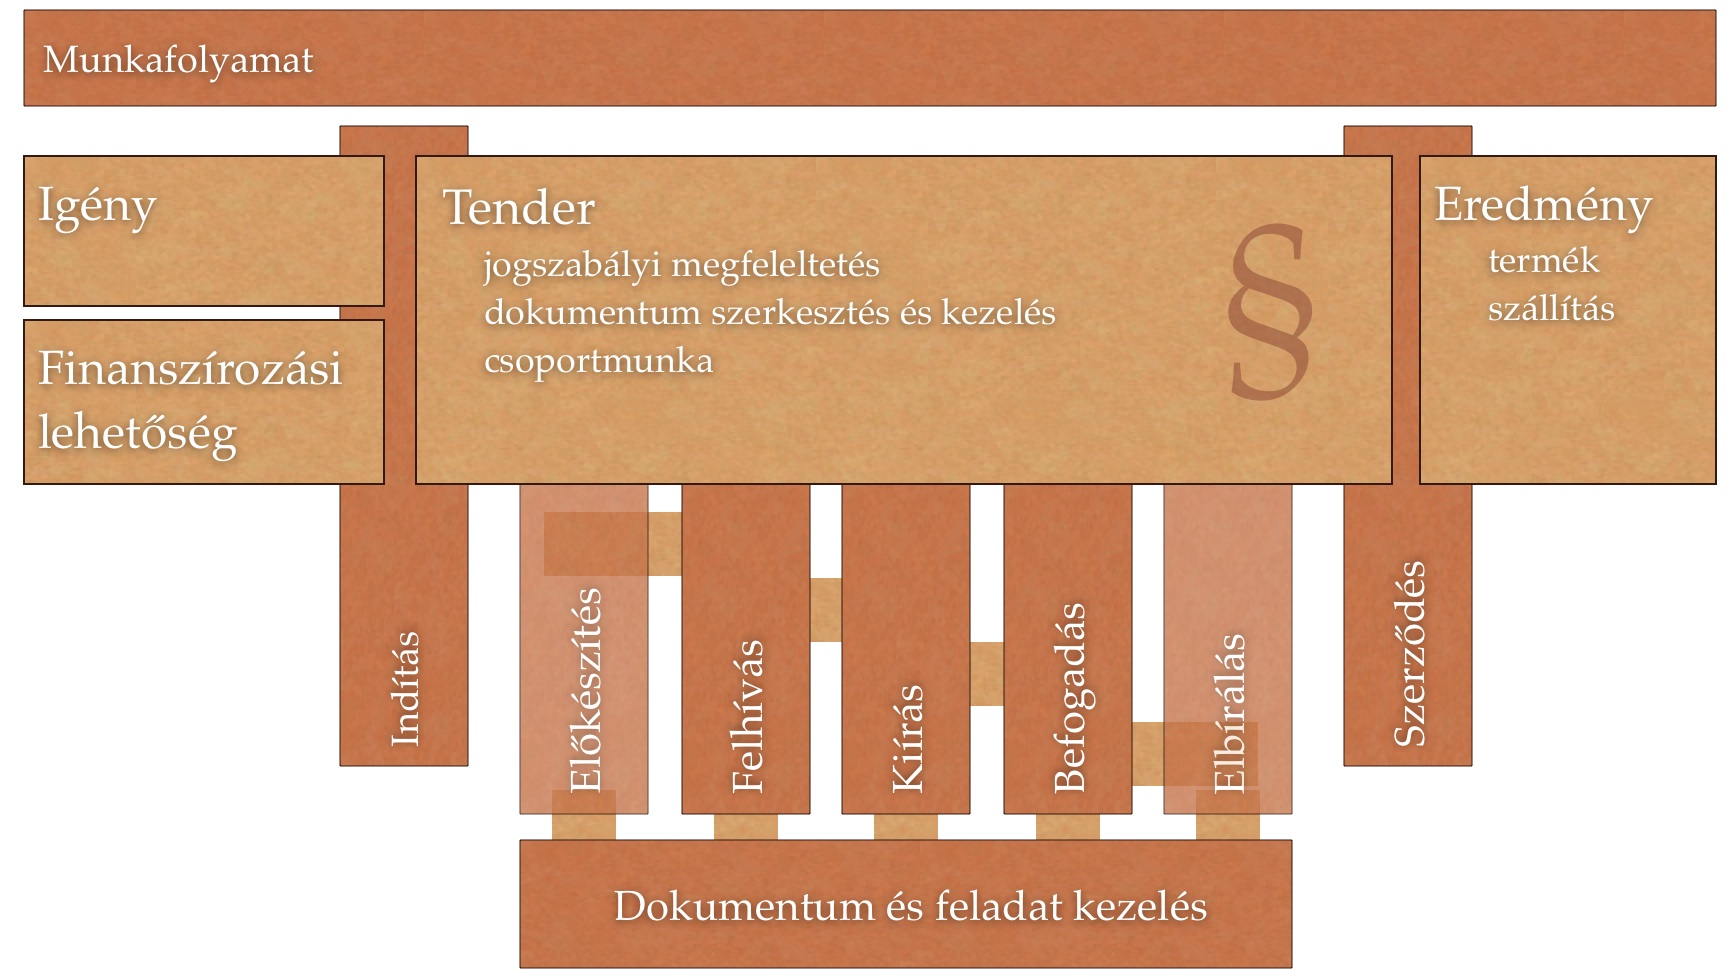 Munkafolyamat
Igény
Finanszírozási
lehetőség
Tender
jogszabályi megfeleltetés
dokumentum szerkesztés és kezelés
csoportmunka
§
Eredmény
termék
szállítás
Indítás
Előkészítés
Felhívás
Kiírás
Befogadás
Elbírálás
Szerződés
Dokumentum és feladat kezelés